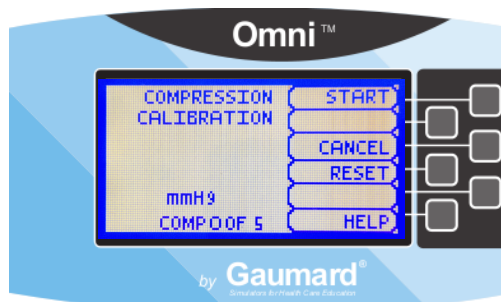 Omni™
COMPRESSION
CALIBRATION
START
CANCEL
RESET
mmHg
COMP 0 OF 5
HELP
by Gaumard®
Simulators for Health Care Education